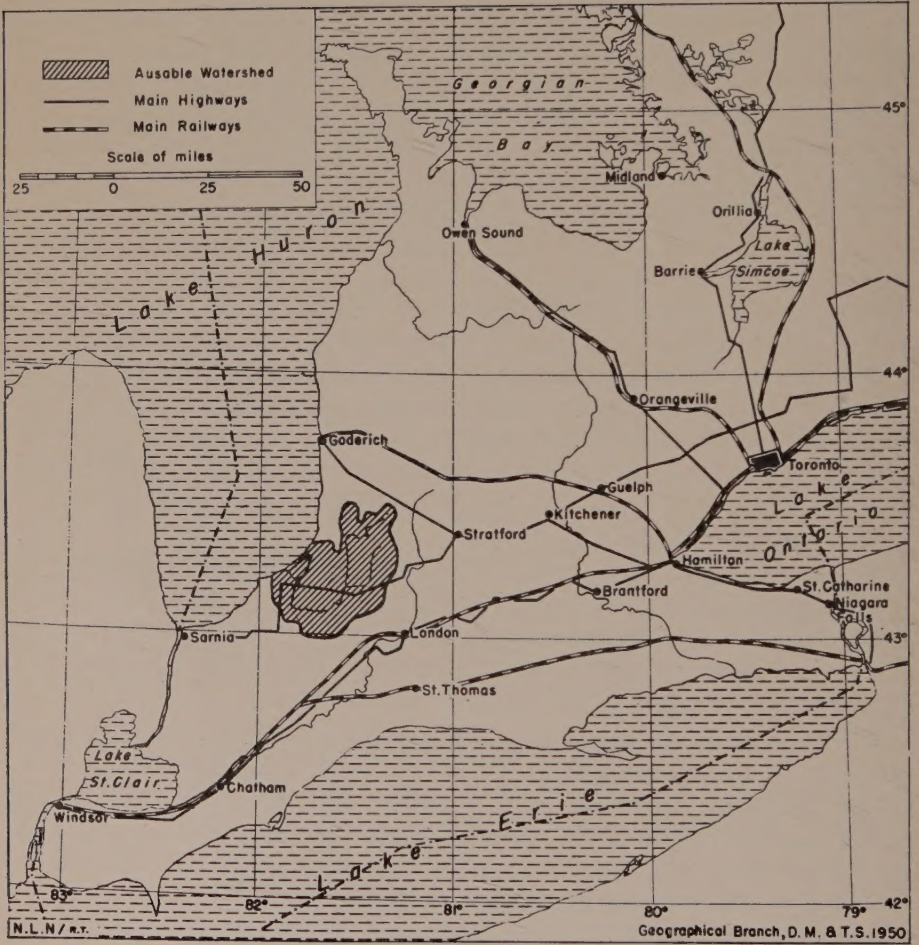 Ausable Watershed
Main Highways
Main Railways
Scale of miles
25 0 25 50
Georgian
Bay
45°
Midland
Orillia
Owen Sound
Lake Huron
Lake
Simcoe
Barrie
44°
Orangeville
Goderich
Toronto
Guelph
Lake
Ontario
Kitchener
Stratford
Hamilton
St. Catharine
Brantford
Niagara
Falls
London
43°
Sarnia
St. Thomas
Lake
St. Clair
Chatham
Windsor
Lake Erie
83°
82°
81°
80°
79°
42°
N.L.N/R.T.
Geographical Branch, D. M. & T.S. 1950